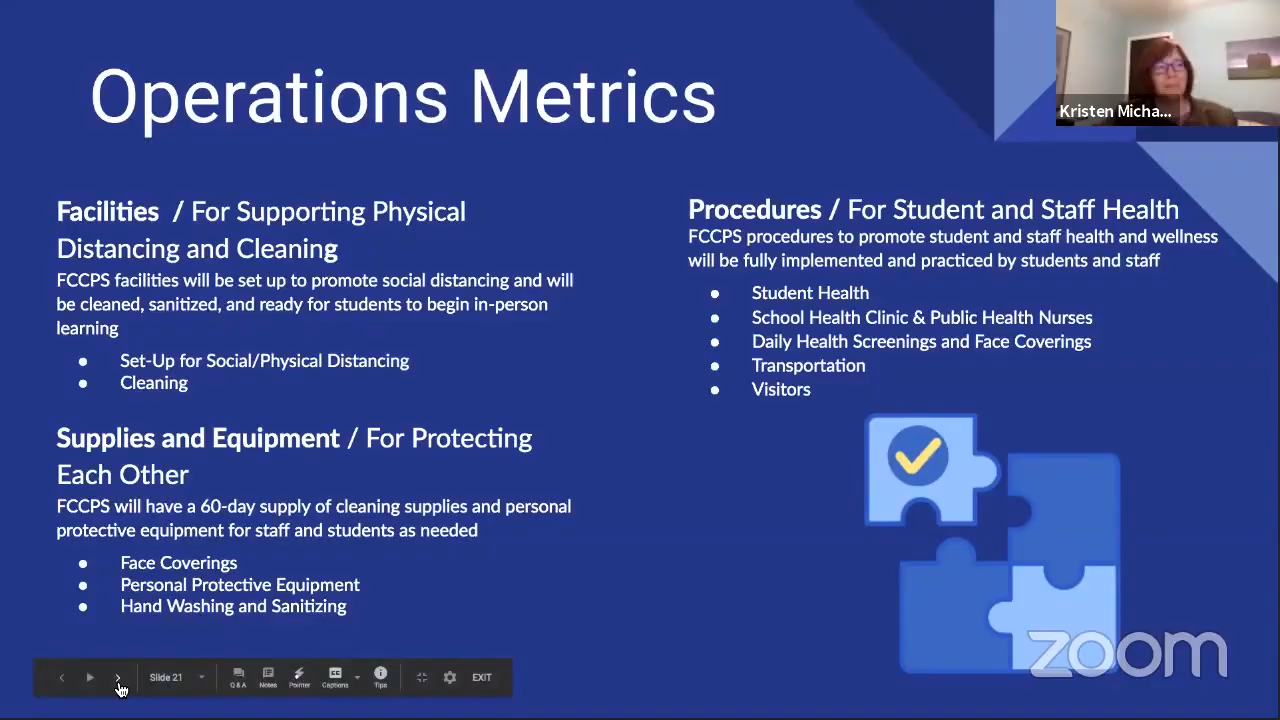 Operations Metrics
Kristen Micha...
Facilities / For Supporting Physical
Distancing and Cleaning
FCCPS facilities will be set up to promote social distancing and will
be cleaned, sanitized, and ready for students to begin in-person
learning
● Set-Up for Social/Physical Distancing
● Cleaning
Supplies and Equipment / For Protecting
Each Other
FCCPS will have a 60-day supply of cleaning supplies and personal
protective equipment for staff and students as needed
● Face Coverings
● Personal Protective Equipment
● Hand Washing and Sanitizing
Procedures / For Student and Staff Health
FCCPS procedures to promote student and staff health and wellness
will be fully implemented and practiced by students and staff
● Student Health
● School Health Clinic & Public Health Nurses
● Daily Health Screenings and Face Coverings
● Transportation
● Visitors
zoom
Slide 21
Q & A Notes Pointer Captions Tips EXIT